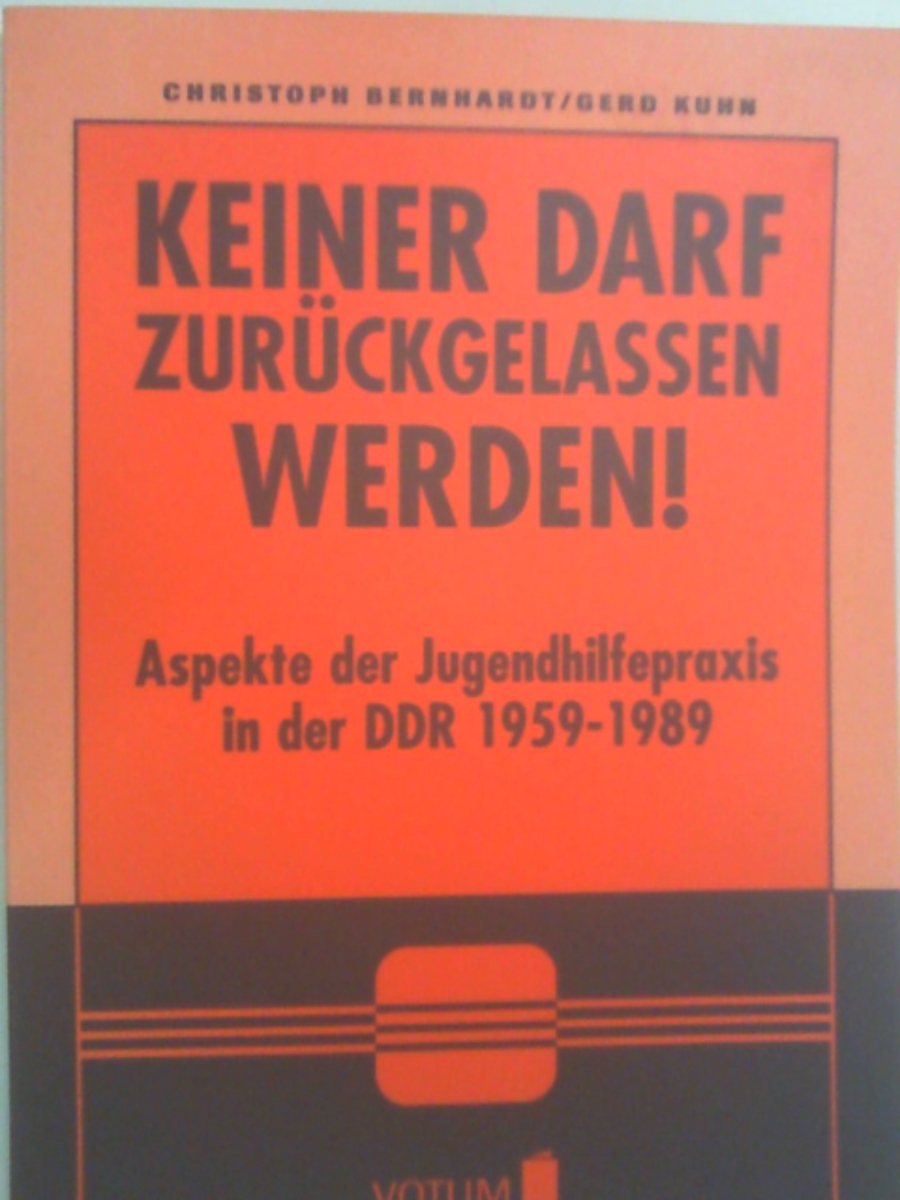 CHRISTOPH BERNHARDT/GERD KUHN
KEINER DARF
ZURÜCKGELASSEN
WERDEN!
Aspekte der Jugendhilfepraxis
in der DDR 1959-1989
VOTUM